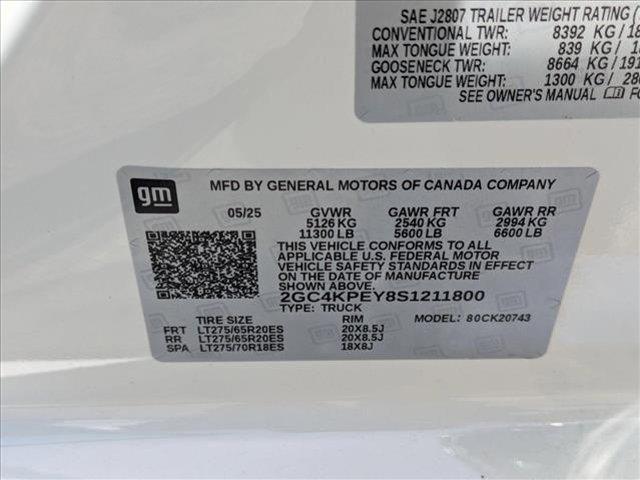 SAE J2807 TRAILER WEIGHT RATING /
CONVENTIONAL TWR: 8392 KG / 18
MAX TONGUE WEIGHT: 839 KG /
GOOSENECK TWR: 8664 KG / 191
MAX TONGUE WEIGHT: 1300 KG / 28
SEE OWNER'S MANUAL FO
gm
MFD BY GENERAL MOTORS OF CANADA COMPANY
05/25 GVWR GAWR FRT GAWR RR
5126 KG 2540 KG 2994 KG
11300 LB 5600 LB 6600 LB
THIS VEHICLE CONFORMS TO ALL
APPLICABLE U.S. FEDERAL MOTOR
VEHICLE SAFETY STANDARDS IN EFFECT
ON THE DATE OF MANUFACTURE
SHOWN ABOVE.
2GC4KPEY8S1211800
TYPE: TRUCK
TIRE SIZE RIM MODEL: 80CK20743
FRT LT275/65R20ES 20X8.5J
RR LT275/65R20ES 20X8.5J
SPA LT275/70R18ES 18X8J